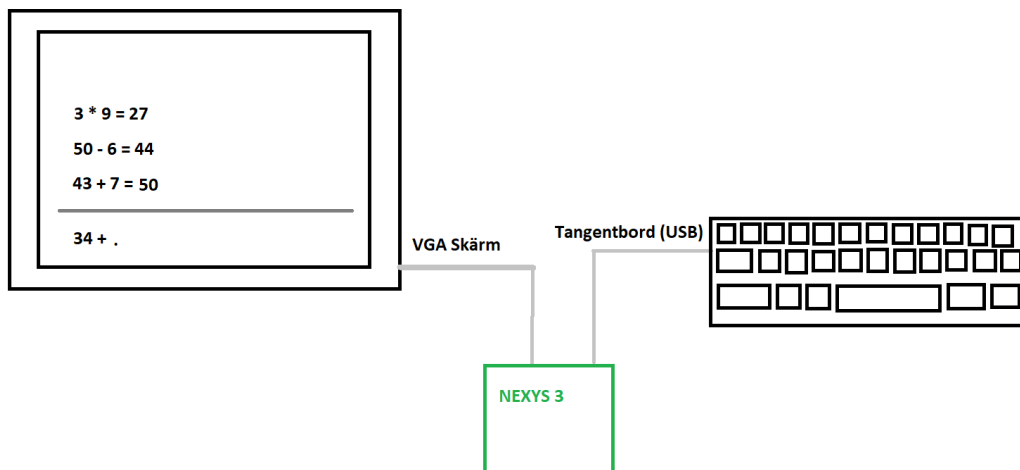 3 * 9 = 27
50 - 6 = 44
43 + 7 = 50
34 + .
VGA Skärm
Tangentbord (USB)
NEXYS 3